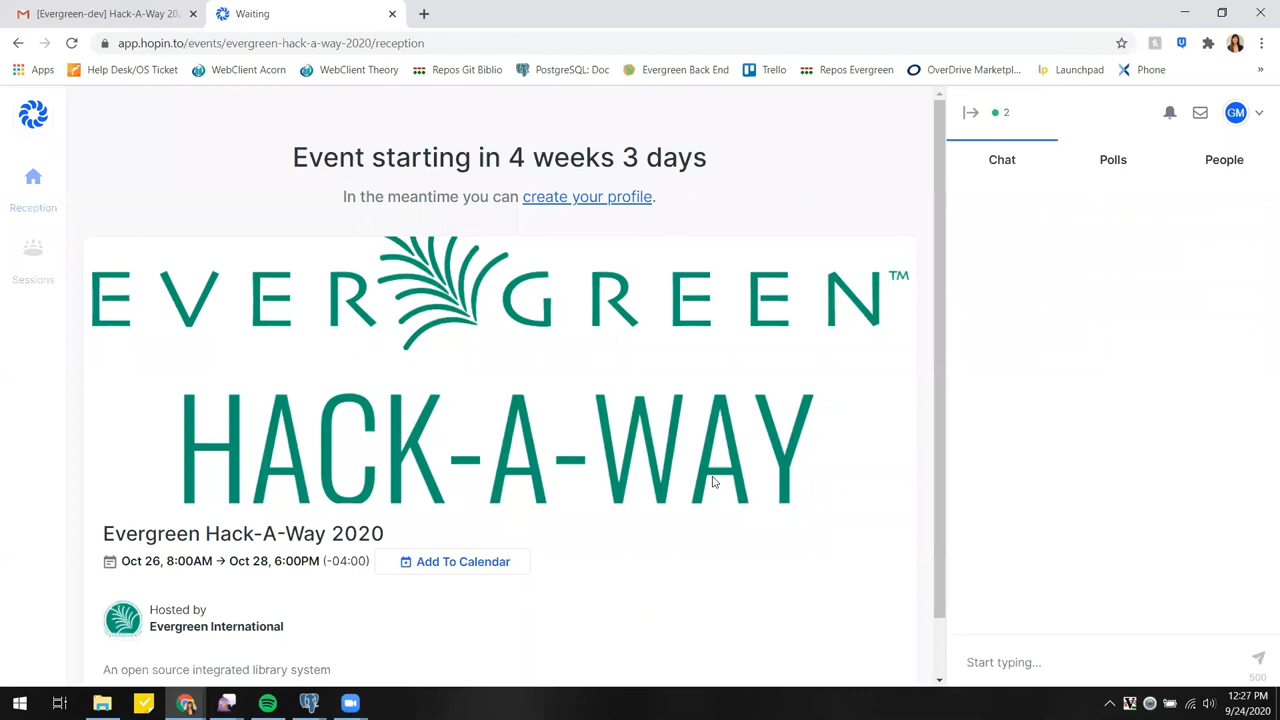 [Evergreen-dev] Hack-A-Way 20
Waiting
app.hopin.to/events/evergreen-hack-a-way-2020/reception
Apps
Help Desk/OS Ticket
WebClient Acorn
WebClient Theory
Repos Git Biblio
PostgreSQL: Doc
Evergreen Back End
Trello
Repos Evergreen
OverDrive Marketpl...
Launchpad
Phone
»
2
GM
Reception
Sessions
Event starting in 4 weeks 3 days
In the meantime you can create your profile.
EVERGREEN™
HACK-A-WAY
Evergreen Hack-A-Way 2020
Oct 26, 8:00AM → Oct 28, 6:00PM (-04:00)
Add To Calendar
Hosted by
Evergreen International
An open source integrated library system
Chat
Polls
People
Start typing...
500
12:27 PM
9/24/2020